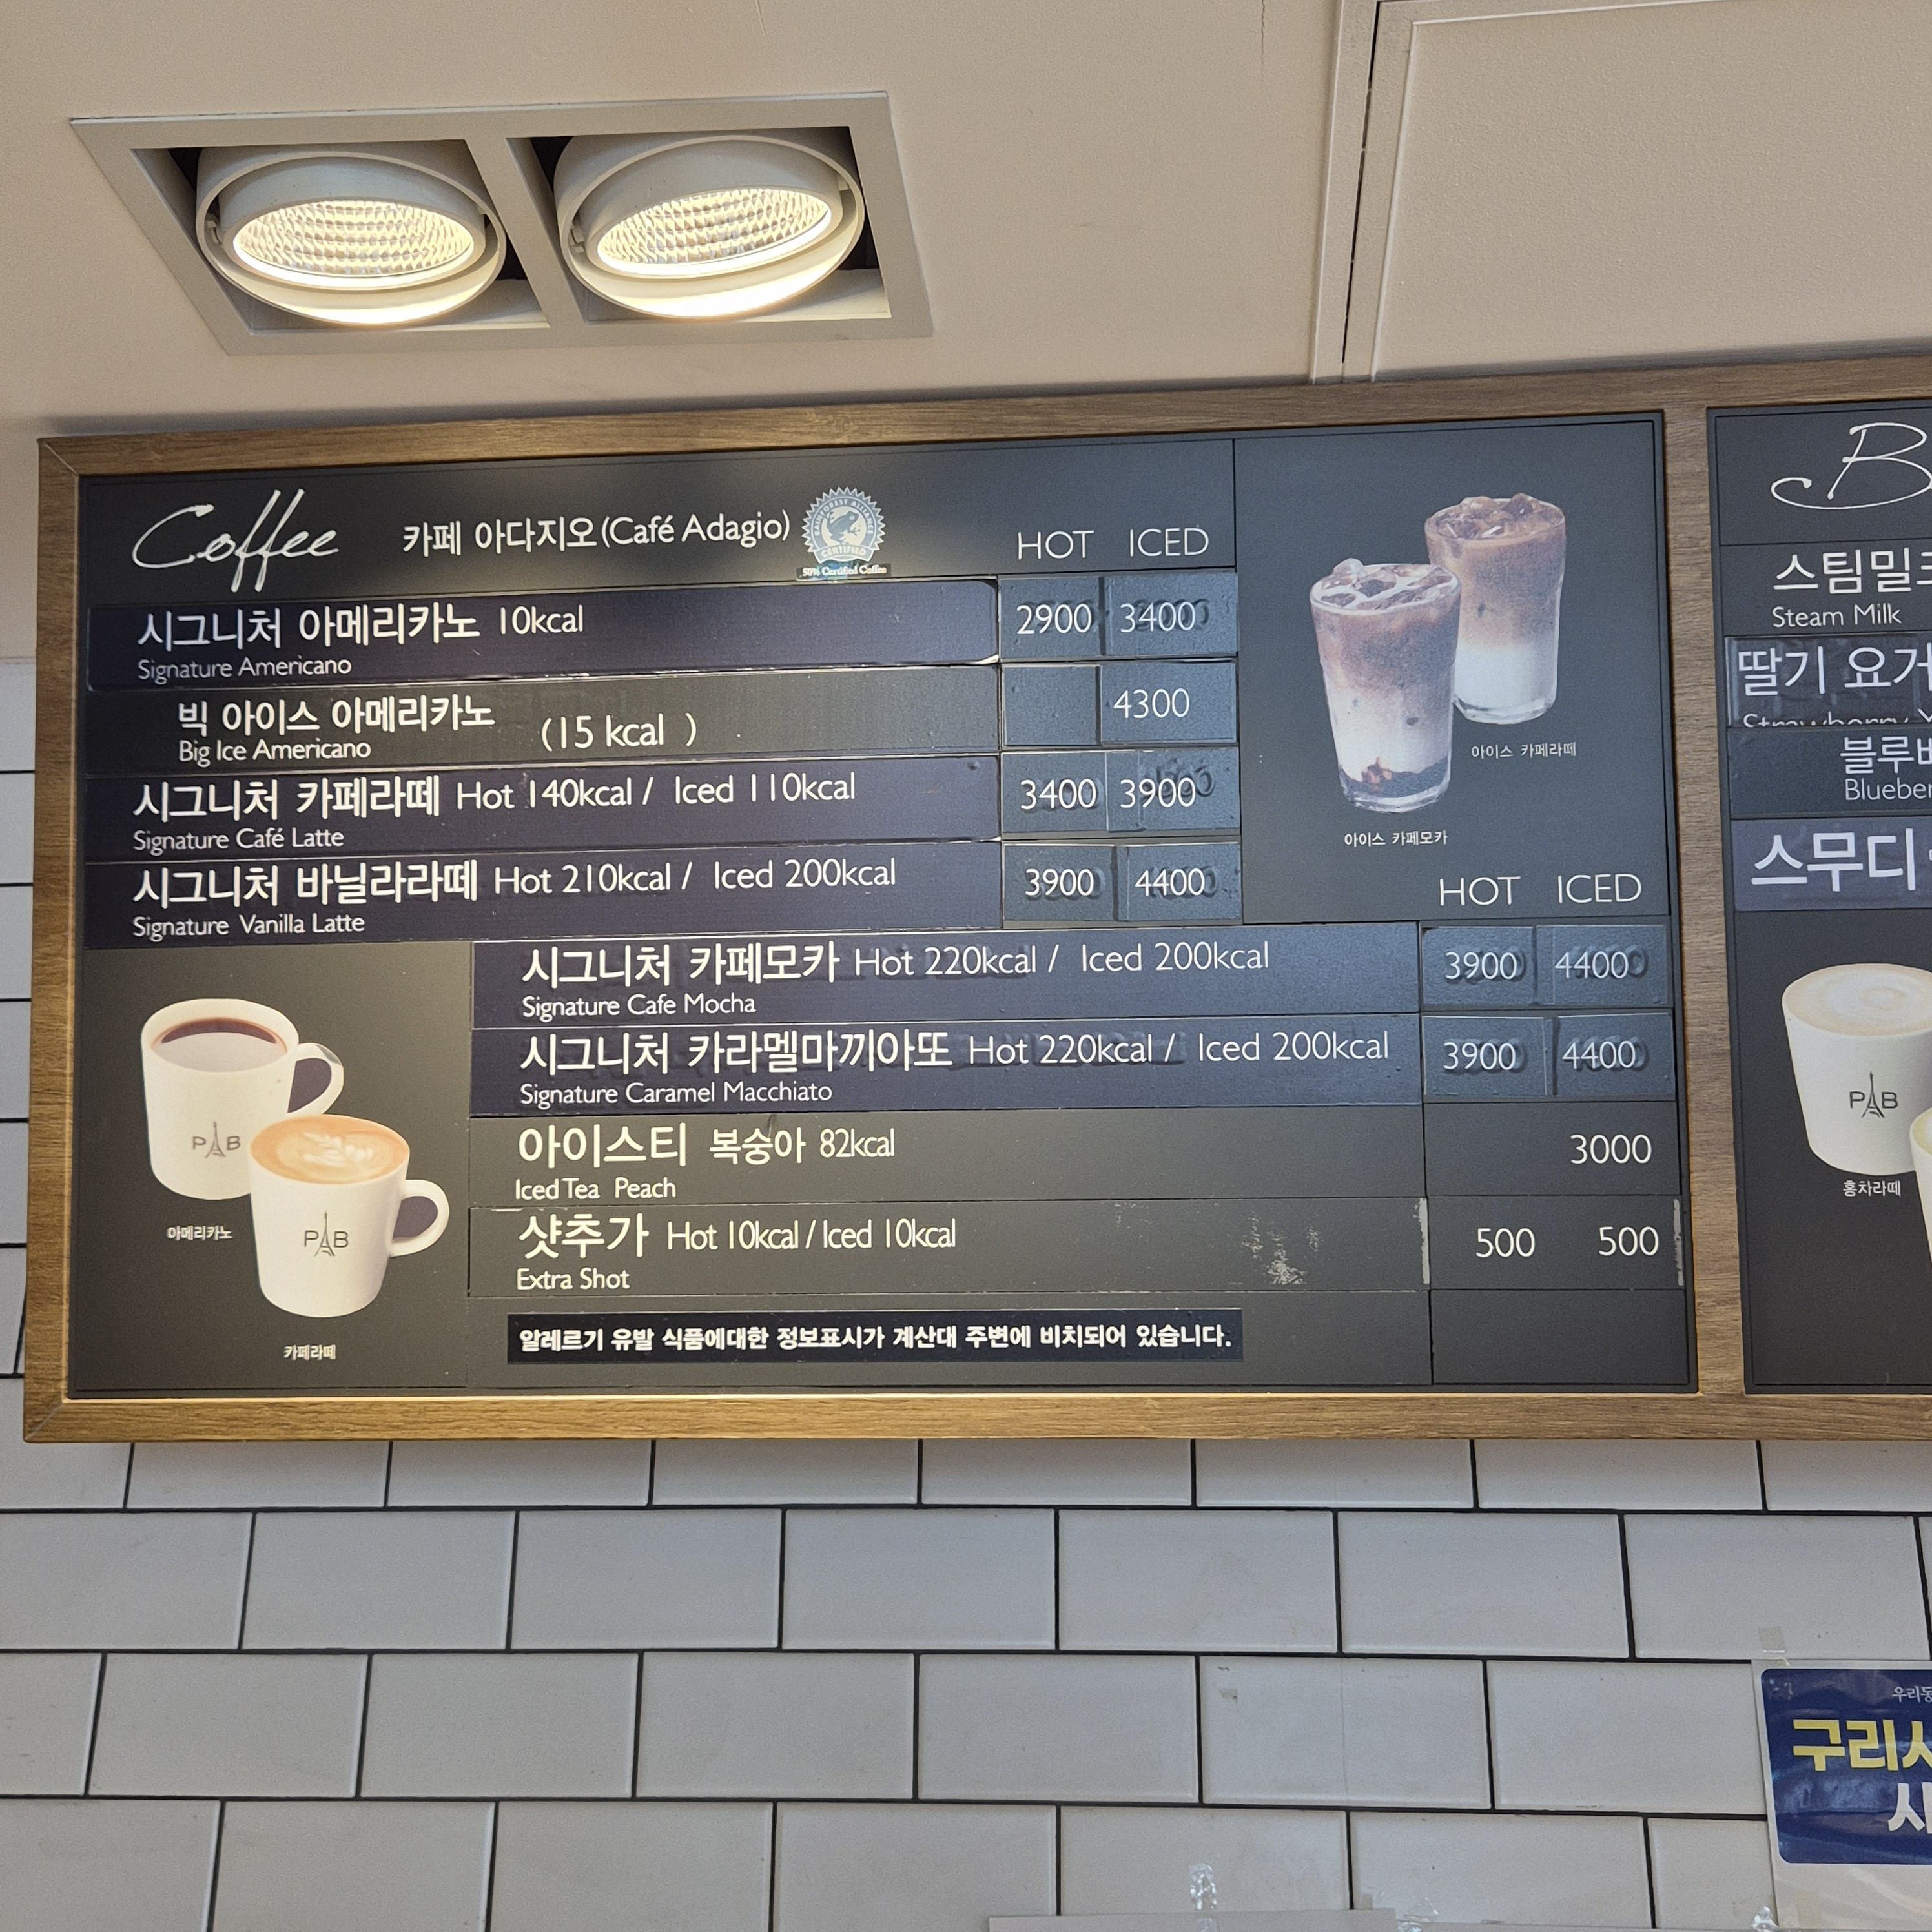 Coffee 카페 아다지오(Café Adagio) HOT ICED
RAINFOREST ALLIANCE
CERTIFIED
50% Certified Coffee
시그니처 아메리카노 10kcal 2900 3400
Signature Americano
빅 아이스 아메리카노 (15 kcal ) 4300
Big Ice Americano
시그니처 카페라떼 Hot 140kcal / Iced 110kcal 3400 3900
Signature Café Latte
시그니처 바닐라라떼 Hot 210kcal / Iced 200kcal 3900 4400
Signature Vanilla Latte
아이스 카페라떼
아이스 카페모카
HOT ICED
시그니처 카페모카 Hot 220kcal / Iced 200kcal 3900 4400
Signature Cafe Mocha
시그니처 카라멜마끼아또 Hot 220kcal / Iced 200kcal 3900 4400
Signature Caramel Macchiato
아이스티 복숭아 82kcal 3000
Iced Tea Peach
샷추가 Hot 10kcal / Iced 10kcal 500 500
Extra Shot
알레르기 유발 식품에대한 정보표시가 계산대 주변에 비치되어 있습니다.
PAB
아메리카노
PAB
카페라떼
B
스팀밀
Steam Milk
딸기 요거
블루베
Blueber
스무디
PAB
홍차라떼
우리동
구리시